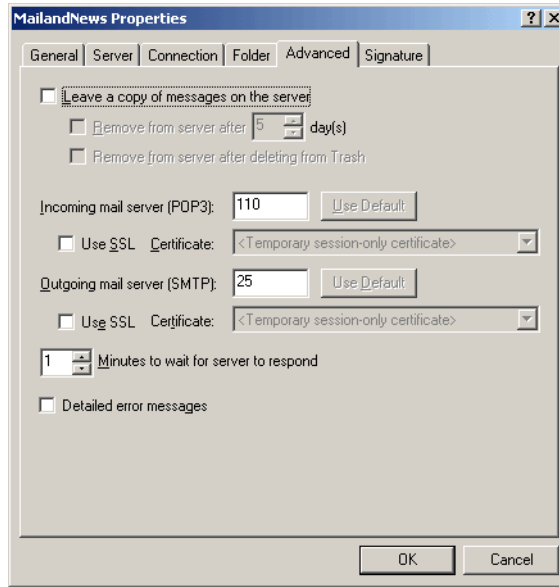 MailandNews Properties
General Server Connection Folder Advanced Signature
Leave a copy of messages on the server
Remove from server after 5 day(s)
Remove from server after deleting from Trash
Incoming mail server (POP3): 110 Use Default
Use SSL Certificate: <Temporary session-only certificate>
Outgoing mail server (SMTP): 25 Use Default
Use SSL Certificate: <Temporary session-only certificate>
1 Minutes to wait for server to respond
Detailed error messages
OK Cancel